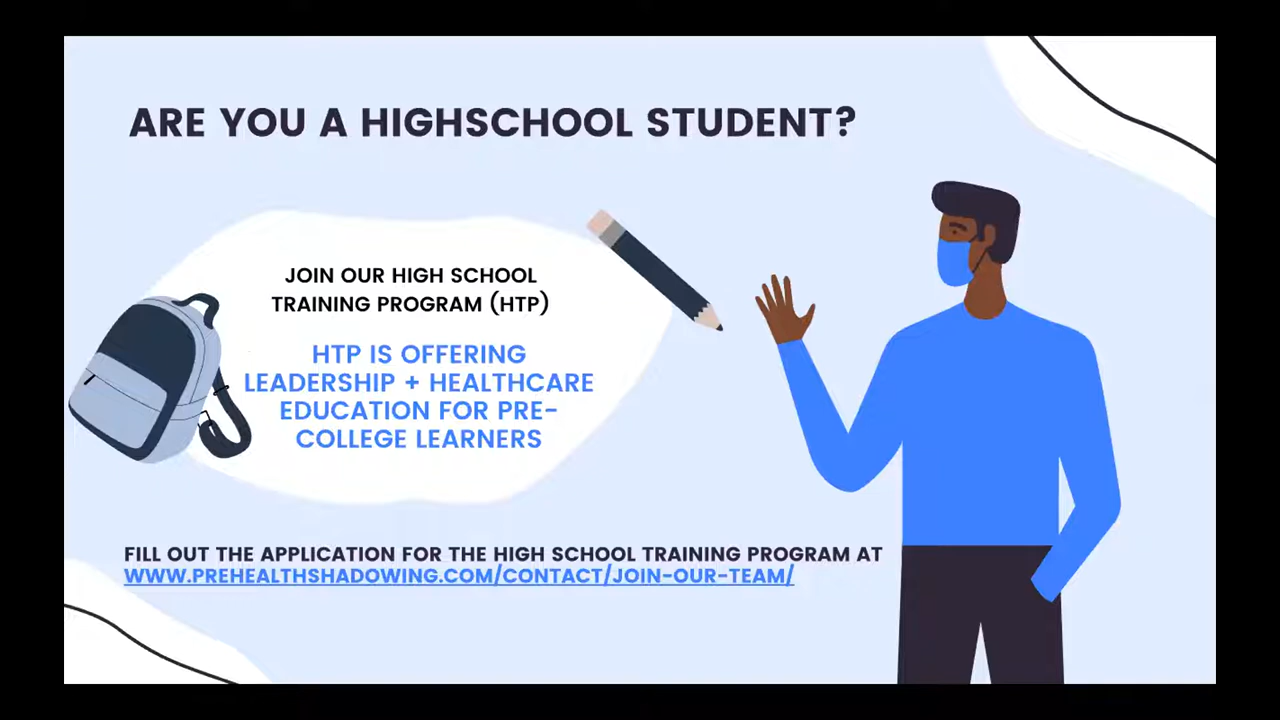 ARE YOU A HIGHSCHOOL STUDENT?
JOIN OUR HIGH SCHOOL
TRAINING PROGRAM (HTP)
HTP IS OFFERING
LEADERSHIP + HEALTHCARE
EDUCATION FOR PRE-
COLLEGE LEARNERS
FILL OUT THE APPLICATION FOR THE HIGH SCHOOL TRAINING PROGRAM AT
WWW.PREHEALTHSHADOWING.COM/CONTACT/JOIN-OUR-TEAM/